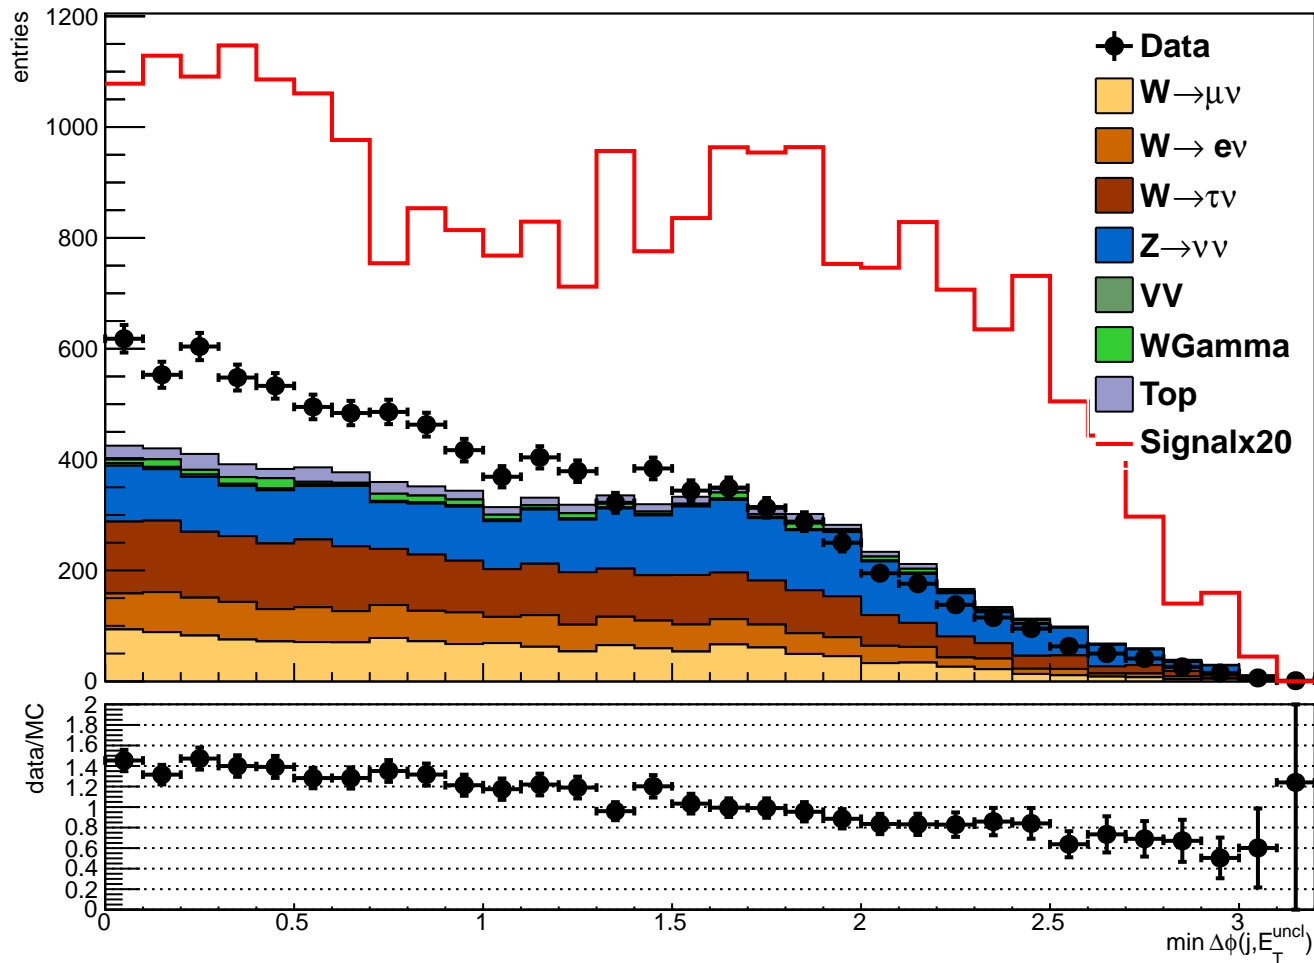 entries
1200
1000
800
600
400
200
0
Data
W→μν
W→ eν
W→τν
Z→νν
VV
WGamma
Top
Signalx20
data/MC
2
1.8
1.6
1.4
1.2
1
0.8
0.6
0.4
0.2
0
0 0.5 1 1.5 2 2.5 3
min Δϕ(j,E_T^uncl)